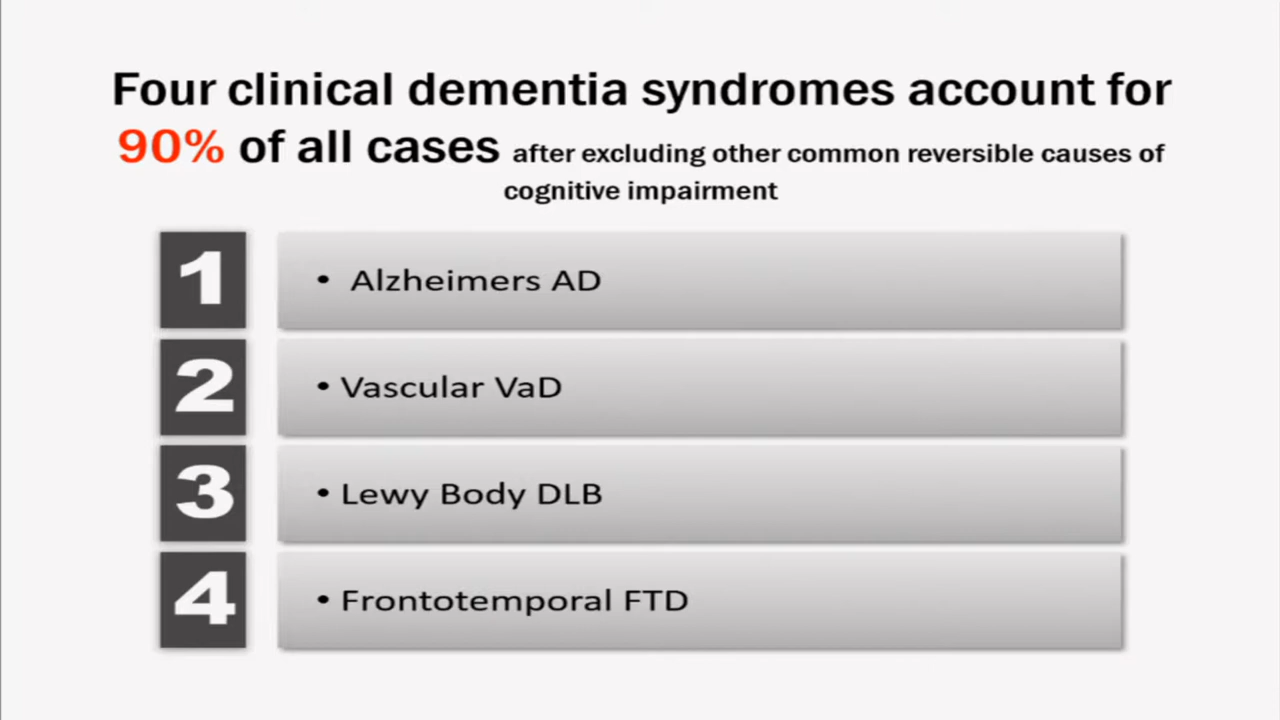 Four clinical dementia syndromes account for
90% of all cases after excluding other common reversible causes of
cognitive impairment
1
• Alzheimers AD
2
• Vascular VaD
3
• Lewy Body DLB
4
• Frontotemporal FTD